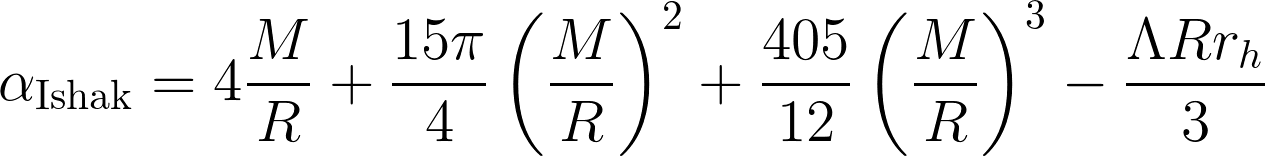 α_Ishak = 4 M/R + 15π/4 (M/R)^2 + 405/12 (M/R)^3 − ΛRr_h/3